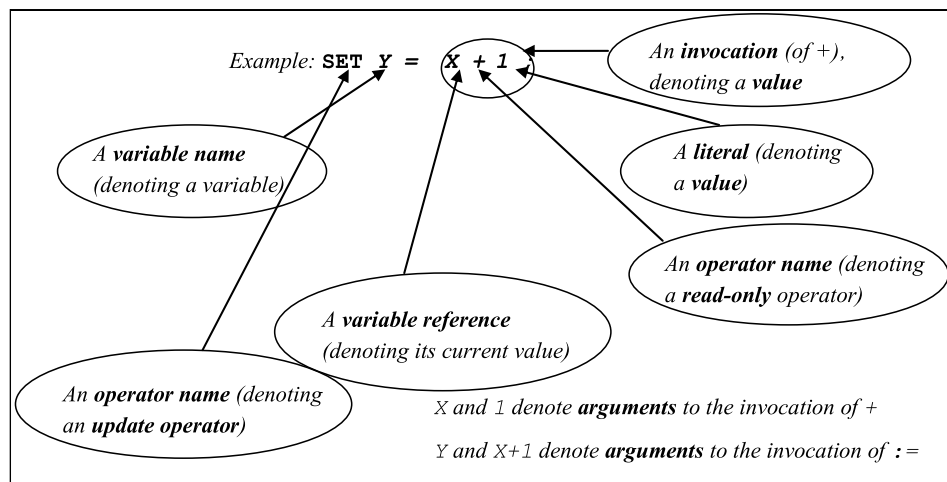 Example: SET Y = X + 1 ;
An invocation (of +),
denoting a value
A variable name
(denoting a variable)
A literal (denoting
a value)
An operator name (denoting
a read-only operator)
A variable reference
(denoting its current value)
An operator name (denoting
an update operator)
X and 1 denote arguments to the invocation of +
Y and X+1 denote arguments to the invocation of :=